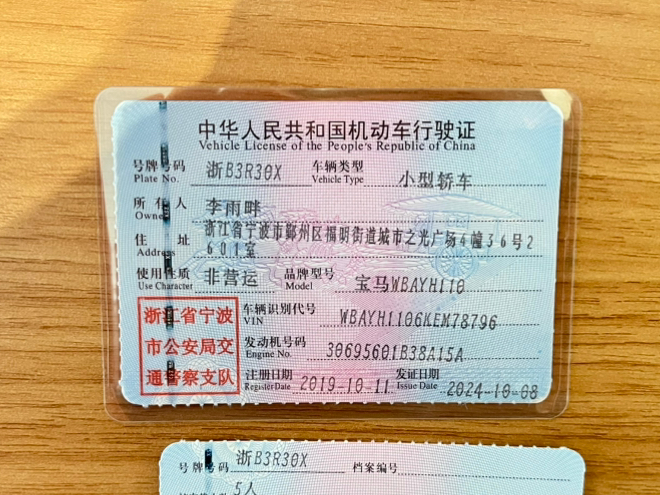 中华人民共和国机动车行驶证
Vehicle License of the People's Republic of China
号牌号码 浙B3R30X 车辆类型 小型轿车
Plate No. Vehicle Type
所有人 李雨畔
Owner
住址 浙江省宁波市鄞州区福明街道城市之光广场4幢36号2
Address 601室
使用性质 非营运 品牌型号 宝马WBAYH110
Use Character Model
浙江省宁波
市公安局交
通警察支队
车辆识别代号 WBAYH1106KEM78796
VIN
发动机号码 30695601B38A15A
Engine No.
注册日期 2019-10-11 发证日期 2024-10-08
Register Date Issue Date
号牌号码 浙B3R30X 档案编号
5人